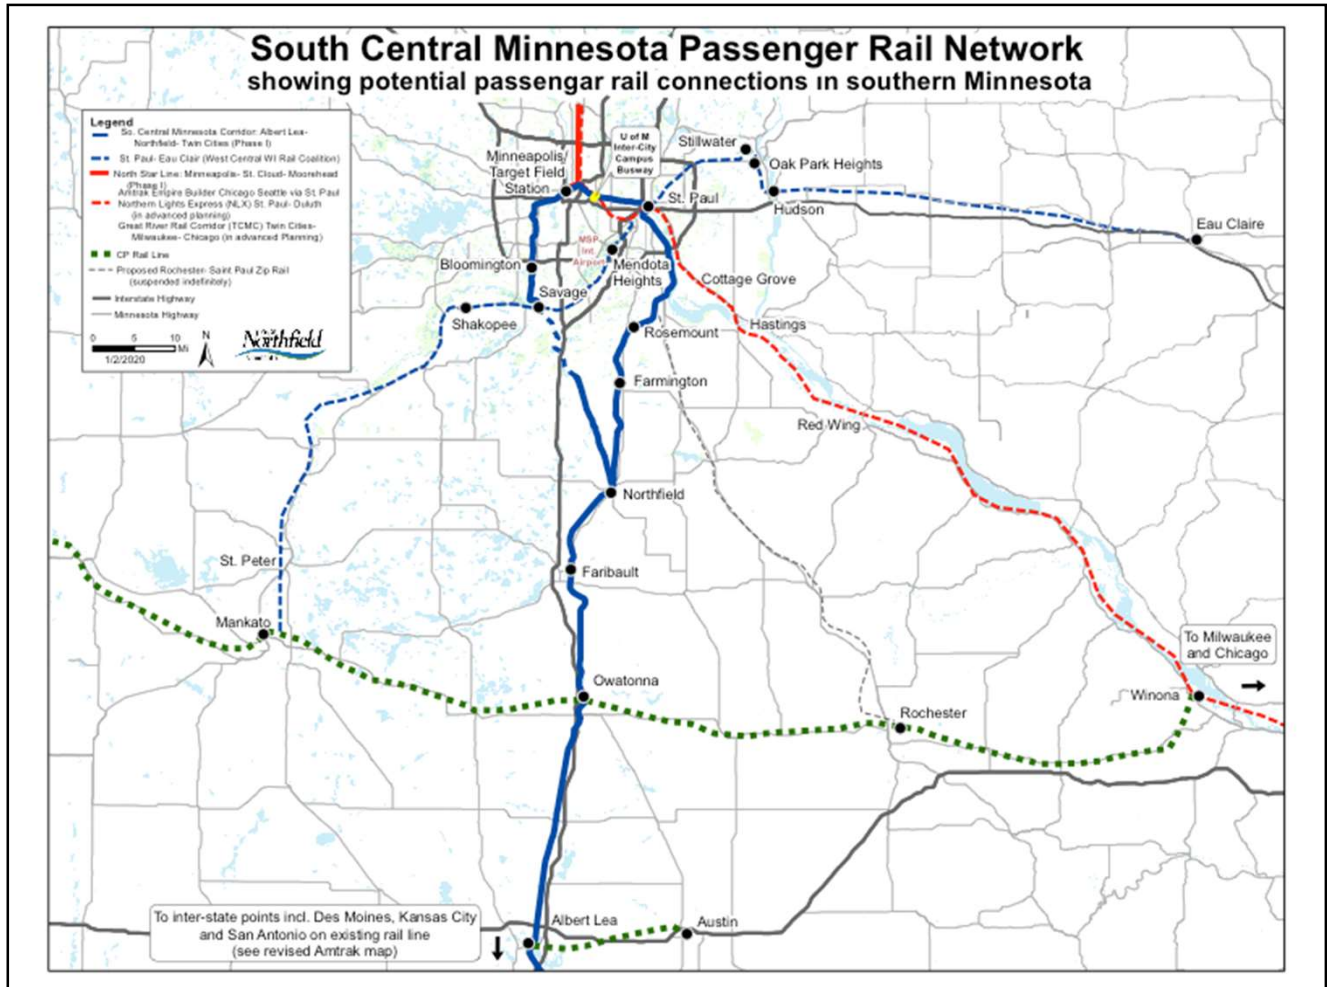 South Central Minnesota Passenger Rail Network
showing potential passengar rail connections in southern Minnesota
Legend
So. Central Minnesota Corridor: Albert Lea-
Northfield- Twin Cities (Phase I)
St. Paul- Eau Clair (West Central WI Rail Coalition)
North Star Line: Minneapolis- St. Cloud- Moorehead
(Phase I)
Amtrak Empire Builder Chicago Seattle via St. Paul
Northern Lights Express (NLX) St. Paul- Duluth
(in advanced planning)
Great River Rail Corridor (TCMC) Twin Cities-
Milwaukee- Chicago (in advanced Planning)
CP Rail Line
Proposed Rochester- Saint Paul Zip Rail
(suspended indefinitely)
Interstate Highway
Minnesota Highway
0 5 10
Mi
1/2/2020
N
Northfield
U of M
Inter-City
Campus
Busway
Minneapolis/
Target Field
Station
Stillwater
Oak Park Heights
St. Paul
Hudson
Eau Claire
MSP
Int.
Airport
Bloomington
Mendota
Heights
Cottage Grove
Savage
Shakopee
Rosemount
Hastings
Farmington
Red Wing
Northfield
St. Peter
Faribault
Mankato
To Milwaukee
and Chicago
Owatonna
Winona
Rochester
To inter-state points incl. Des Moines, Kansas City
and San Antonio on existing rail line
(see revised Amtrak map)
Albert Lea
Austin